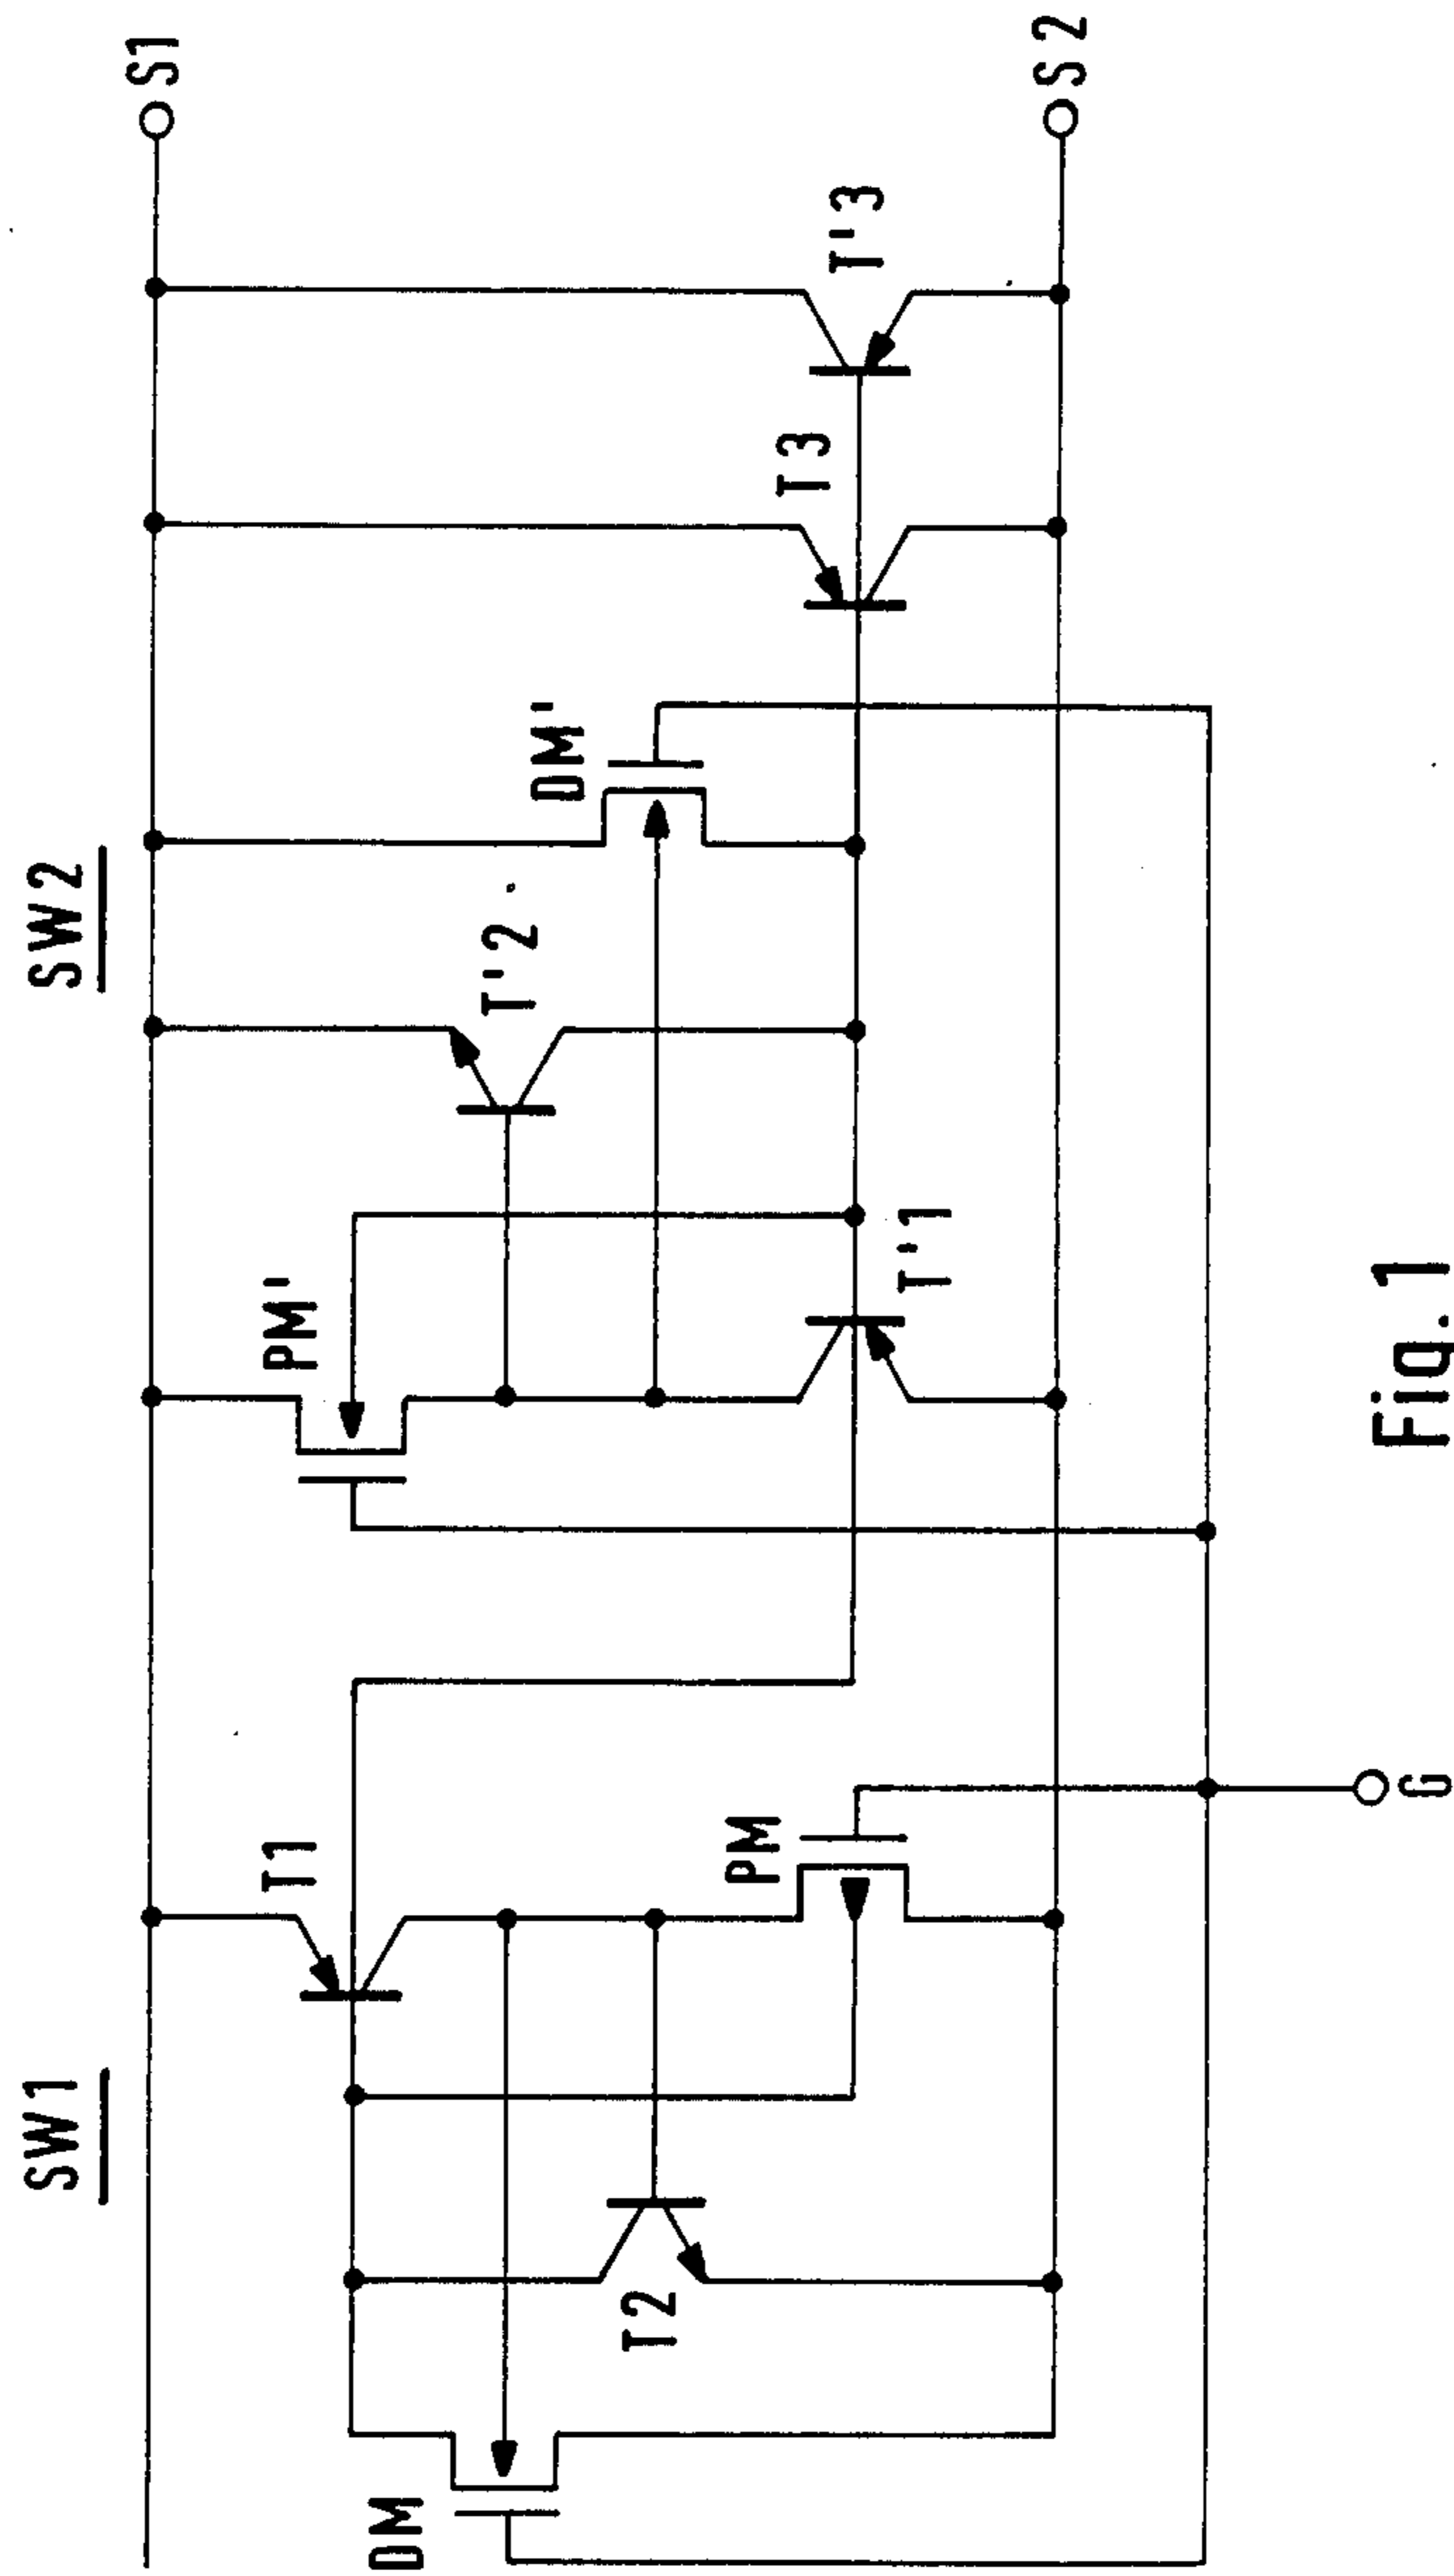 SW1
SW2
S1
T1
PM'
T'2
DM'
T3
T'3
DM
T2
PM
T'1
S2
G
Fig. 1